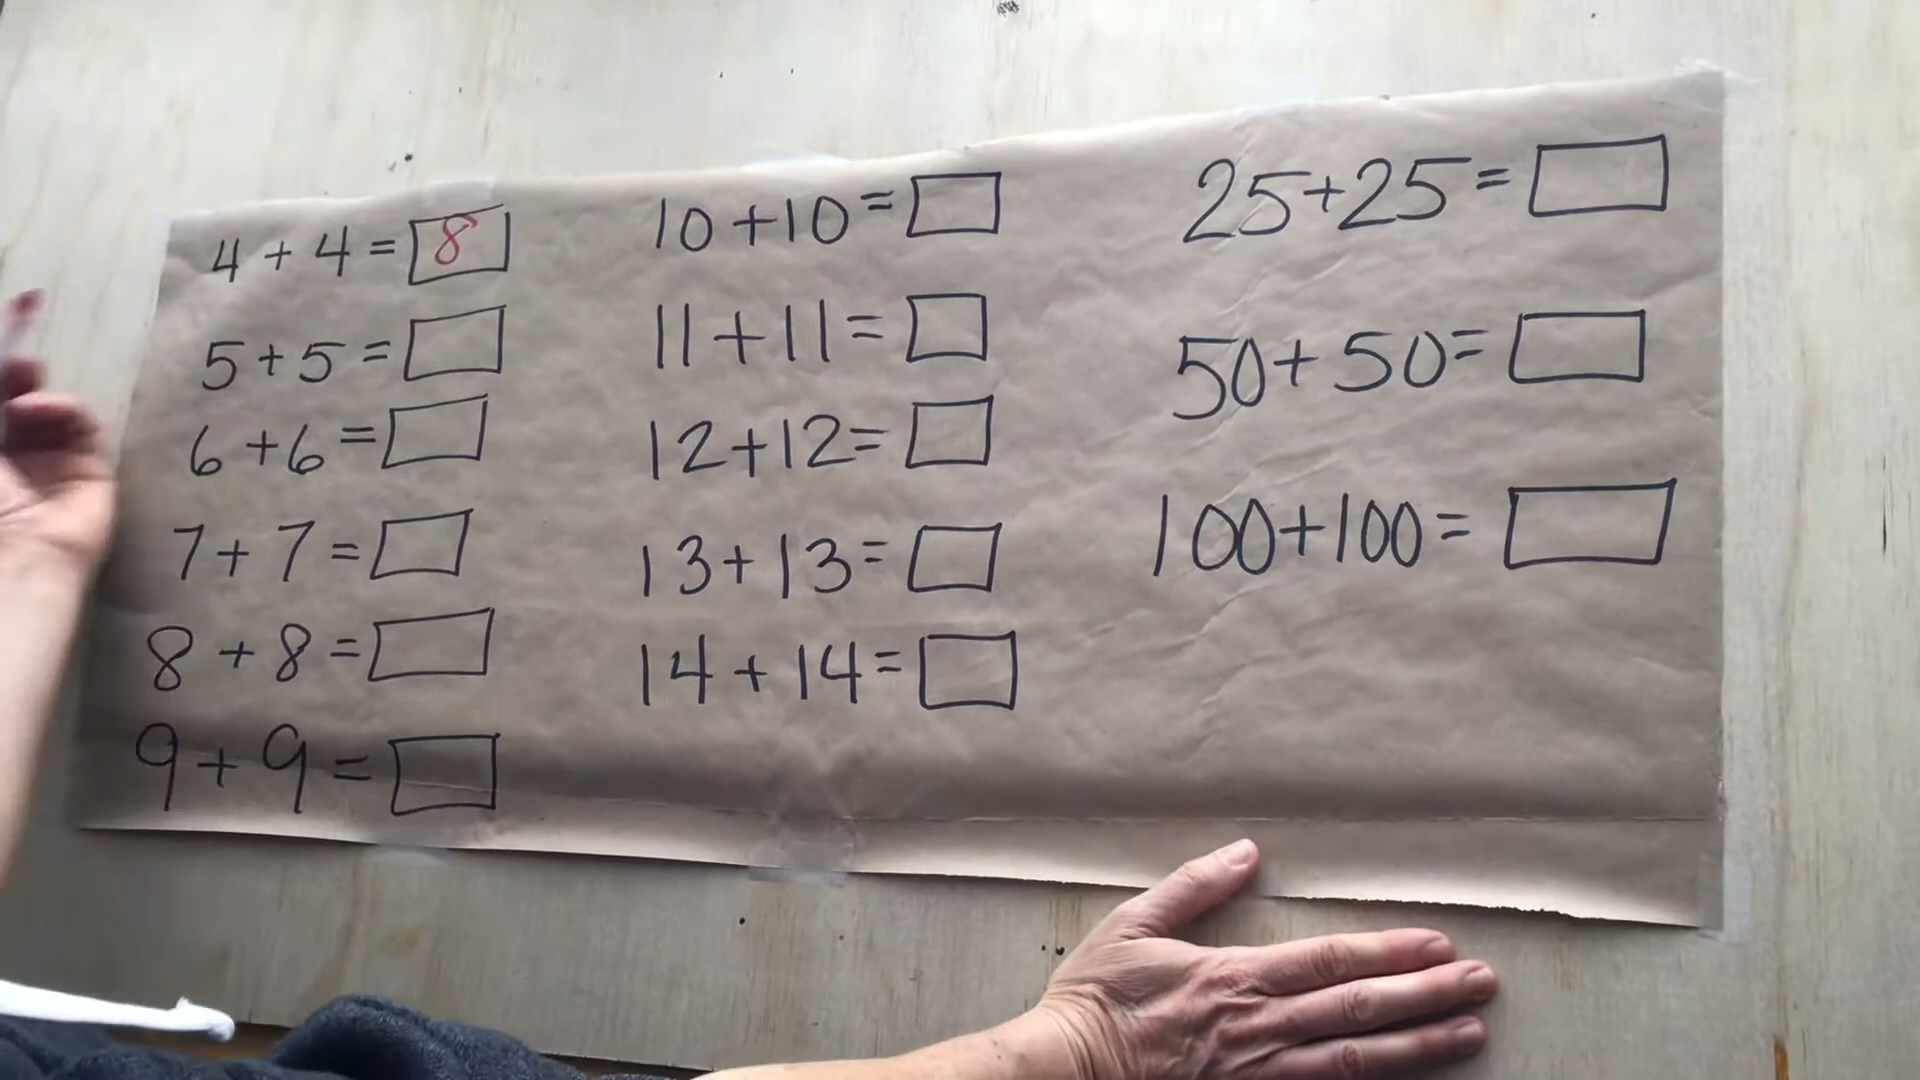 4 + 4 = 8
5 + 5 =
6 + 6 =
7 + 7 =
8 + 8 =
9 + 9 =
10 + 10 =
11 + 11 =
12 + 12 =
13 + 13 =
14 + 14 =
25 + 25 =
50 + 50 =
100 + 100 =